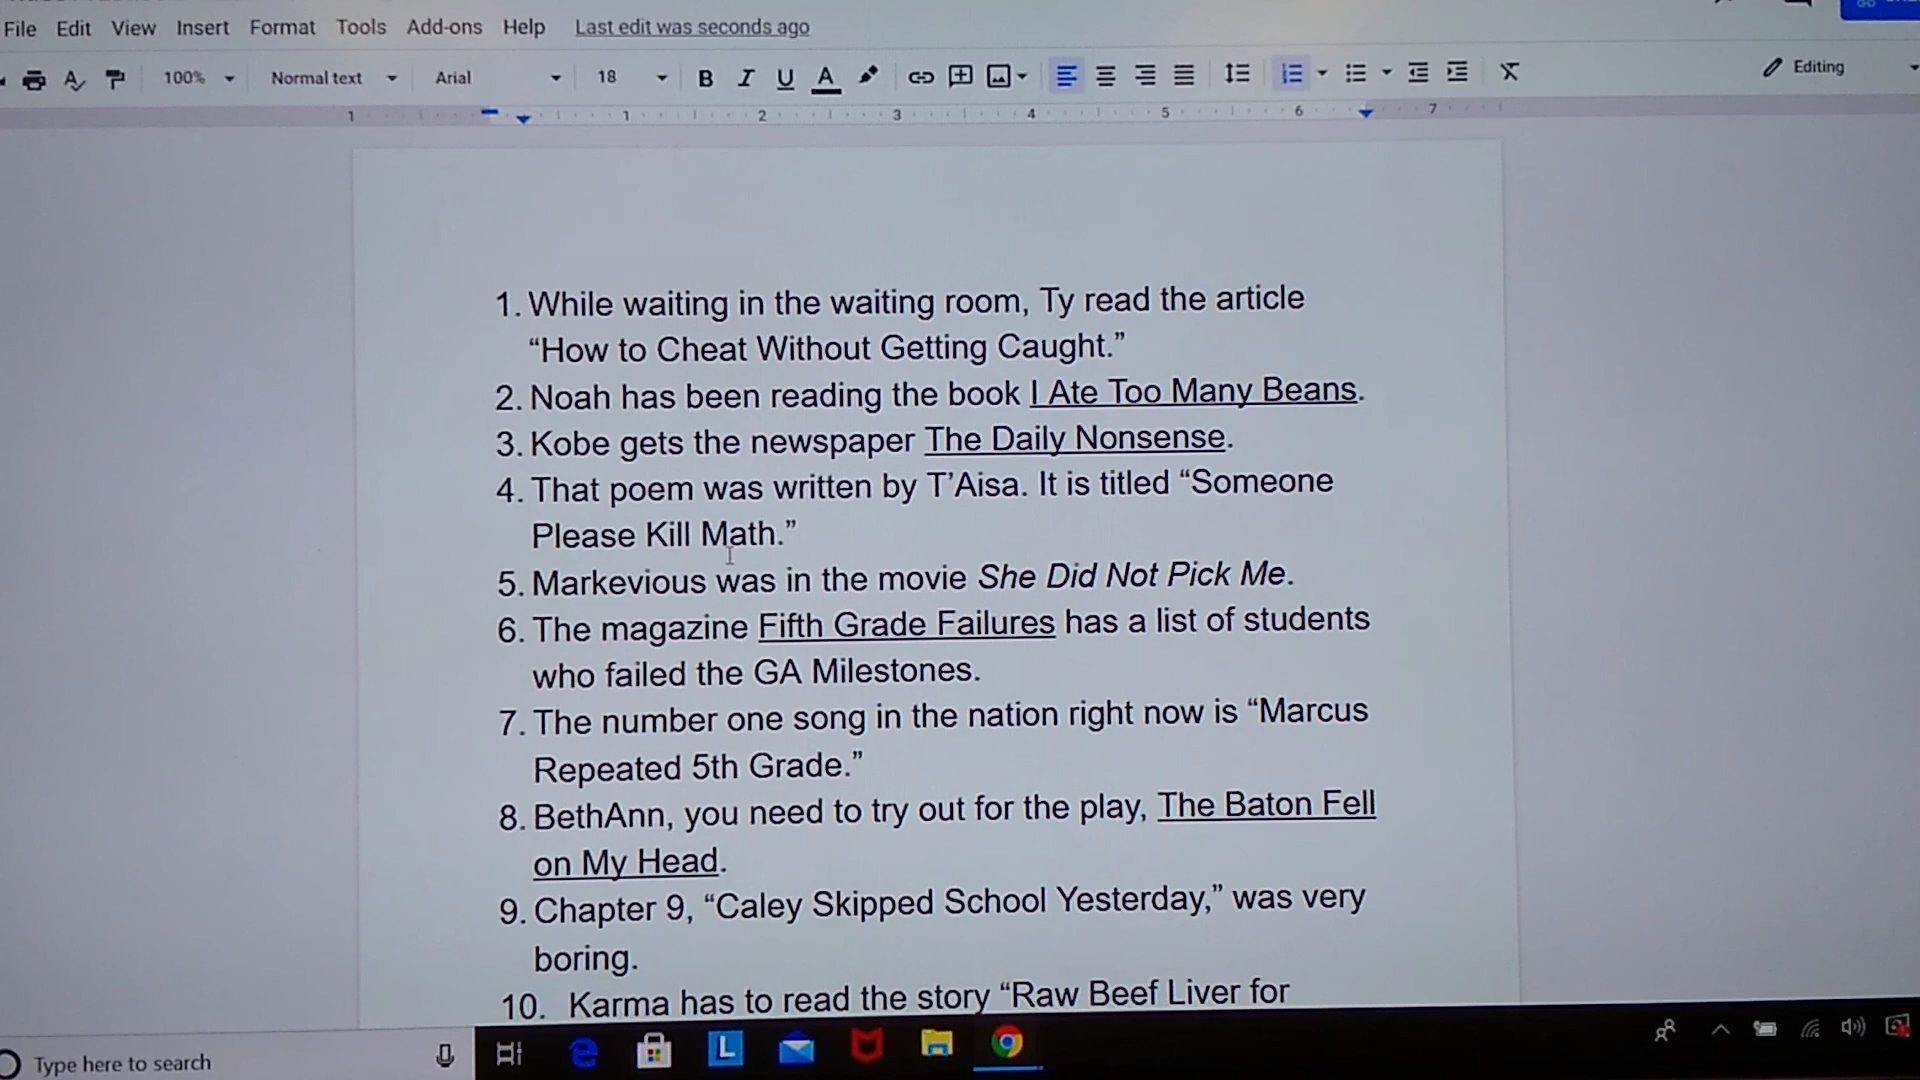 File Edit View Insert Format Tools Add-ons Help Last edit was seconds ago
100% Normal text Arial 18 B I U A Editing
1 1 2 3 4 5 6 7
1. While waiting in the waiting room, Ty read the article
“How to Cheat Without Getting Caught.”
2. Noah has been reading the book I Ate Too Many Beans.
3. Kobe gets the newspaper The Daily Nonsense.
4. That poem was written by T’Aisa. It is titled “Someone
Please Kill Math.”
5. Markevious was in the movie She Did Not Pick Me.
6. The magazine Fifth Grade Failures has a list of students
who failed the GA Milestones.
7. The number one song in the nation right now is “Marcus
Repeated 5th Grade.”
8. BethAnn, you need to try out for the play, The Baton Fell
on My Head.
9. Chapter 9, “Caley Skipped School Yesterday,” was very
boring.
10. Karma has to read the story “Raw Beef Liver for
Type here to search L